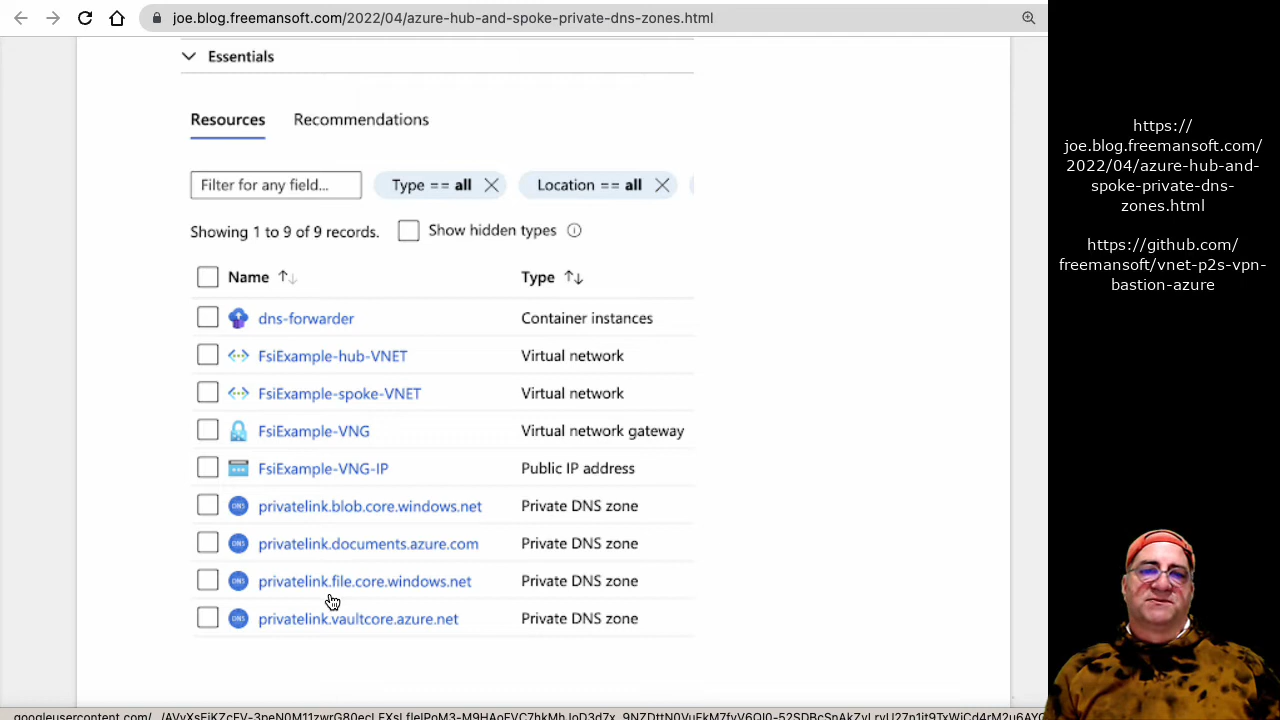 joe.blog.freemansoft.com/2022/04/azure-hub-and-spoke-private-dns-zones.html
Essentials
Resources Recommendations
Filter for any field... Type == all Location == all
Showing 1 to 9 of 9 records. Show hidden types
Name Type
dns-forwarder Container instances
FsiExample-hub-VNET Virtual network
FsiExample-spoke-VNET Virtual network
FsiExample-VNG Virtual network gateway
FsiExample-VNG-IP Public IP address
DNS privatelink.blob.core.windows.net Private DNS zone
DNS privatelink.documents.azure.com Private DNS zone
DNS privatelink.file.core.windows.net Private DNS zone
DNS privatelink.vaultcore.azure.net Private DNS zone
https://
joe.blog.freemansoft.com/
2022/04/azure-hub-and-
spoke-private-dns-
zones.html
https://github.com/
freemansoft/vnet-p2s-vpn-
bastion-azure